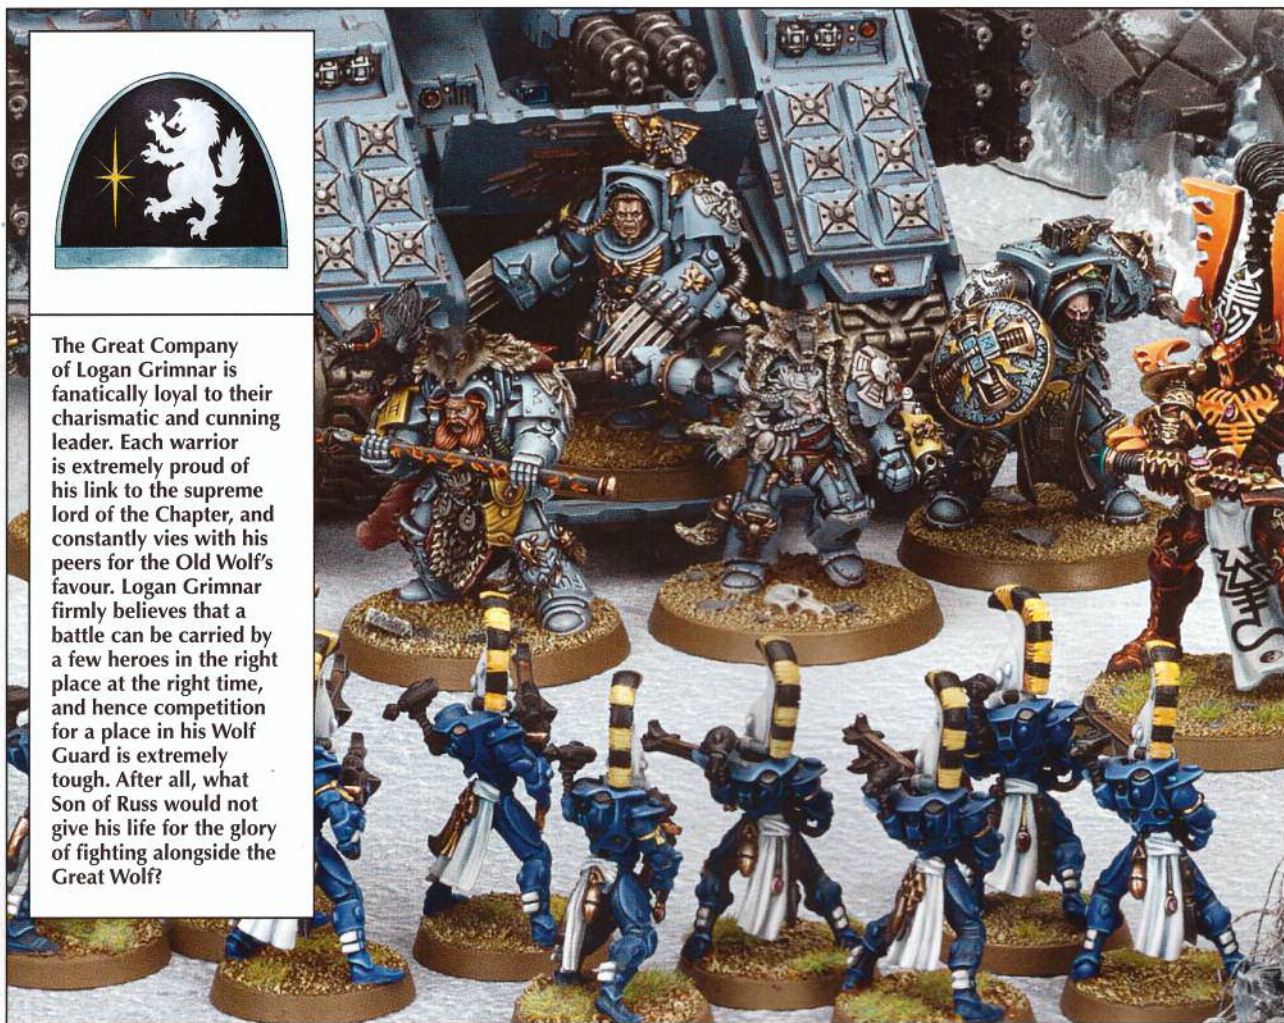 The Great Company
of Logan Grimnar is
fanatically loyal to their
charismatic and cunning
leader. Each warrior
is extremely proud of
his link to the supreme
lord of the Chapter, and
constantly vies with his
peers for the Old Wolf's
favour. Logan Grimnar
firmly believes that a
battle can be carried by
a few heroes in the right
place at the right time,
and hence competition
for a place in his Wolf
Guard is extremely
tough. After all, what
Son of Russ would not
give his life for the glory
of fighting alongside the
Great Wolf?